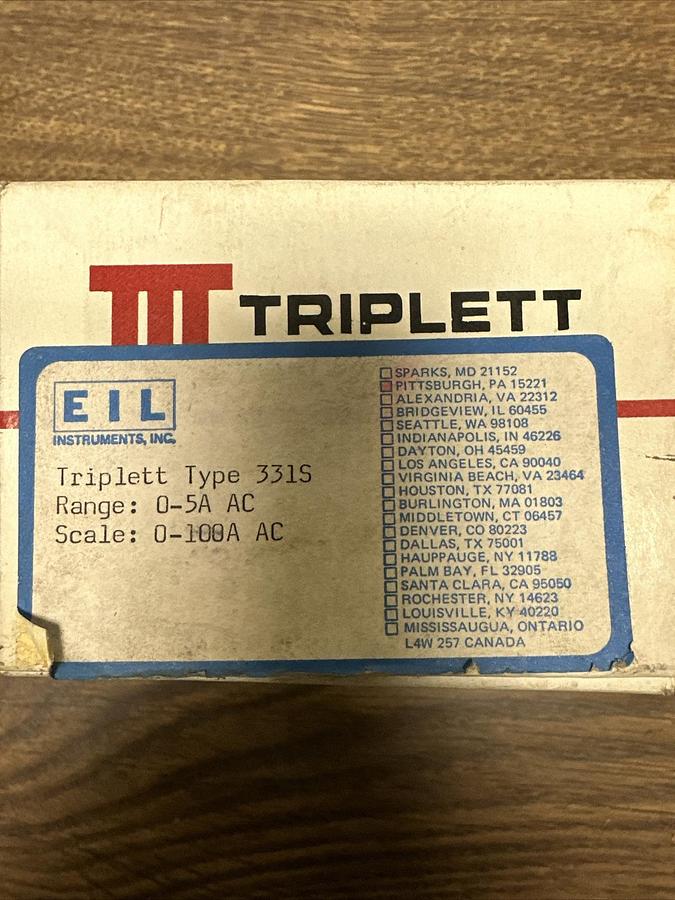 TRIPLETT
EIL
INSTRUMENTS, INC.
Triplett Type 331S
Range: 0-5A AC
Scale: 0-100A AC
SPARKS, MD 21152
PITTSBURGH, PA 15221
ALEXANDRIA, VA 22312
BRIDGEVIEW, IL 60455
SEATTLE, WA 98108
INDIANAPOLIS, IN 46226
DAYTON, OH 45459
LOS ANGELES, CA 90040
VIRGINIA BEACH, VA 23464
HOUSTON, TX 77081
BURLINGTON, MA 01803
MIDDLETOWN, CT 06457
DENVER, CO 80223
DALLAS, TX 75001
HAUPPAUGE, NY 11788
PALM BAY, FL 32905
SANTA CLARA, CA 95050
ROCHESTER, NY 14623
LOUISVILLE, KY 40220
MISSISSAUGUA, ONTARIO
L4W 257 CANADA